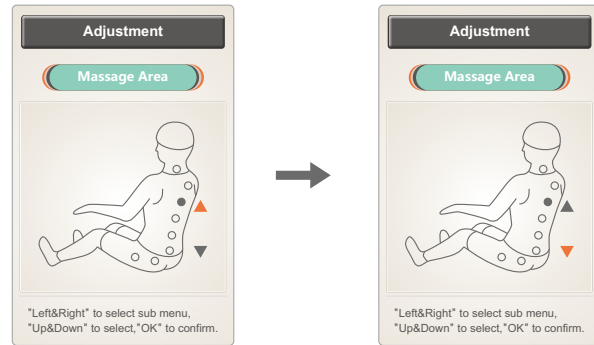 Adjustment
Massage Area
"Left&Right" to select sub menu,
"Up&Down" to select,"OK" to confirm.
Adjustment
Massage Area
"Left&Right" to select sub menu,
"Up&Down" to select,"OK" to confirm.